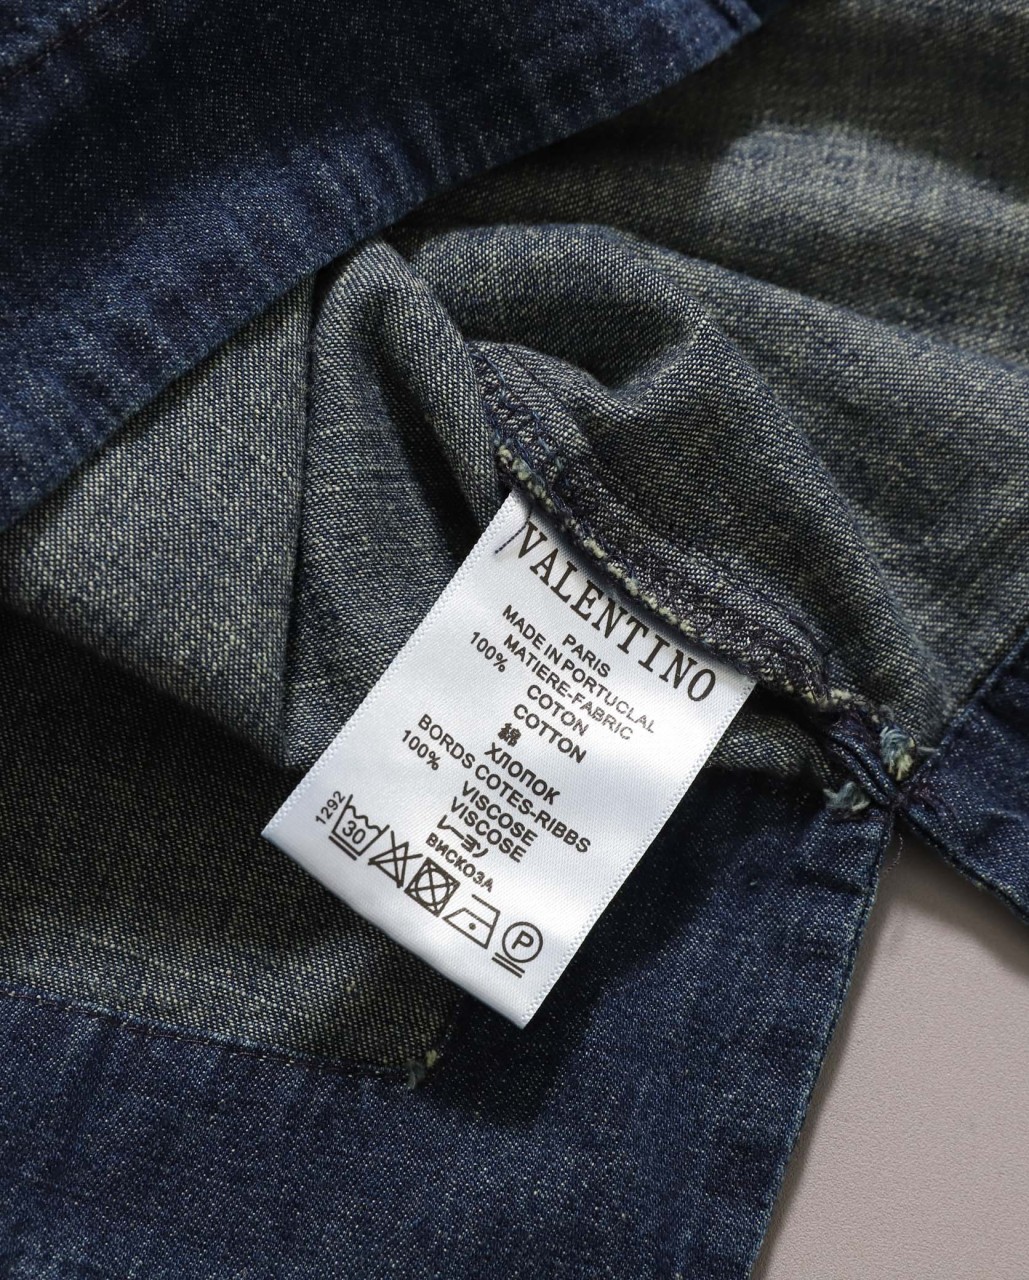 VALENTINO
PARIS
MADE IN PORTUCLAL
MATIERE-FABRIC
100% COTON
COTTON
綿
ХЛОПОК
BORDS COTES-RIBBS
100% VISCOSE
VISCOSE
レーヨン
ВИСКОЗА
1292
30
P